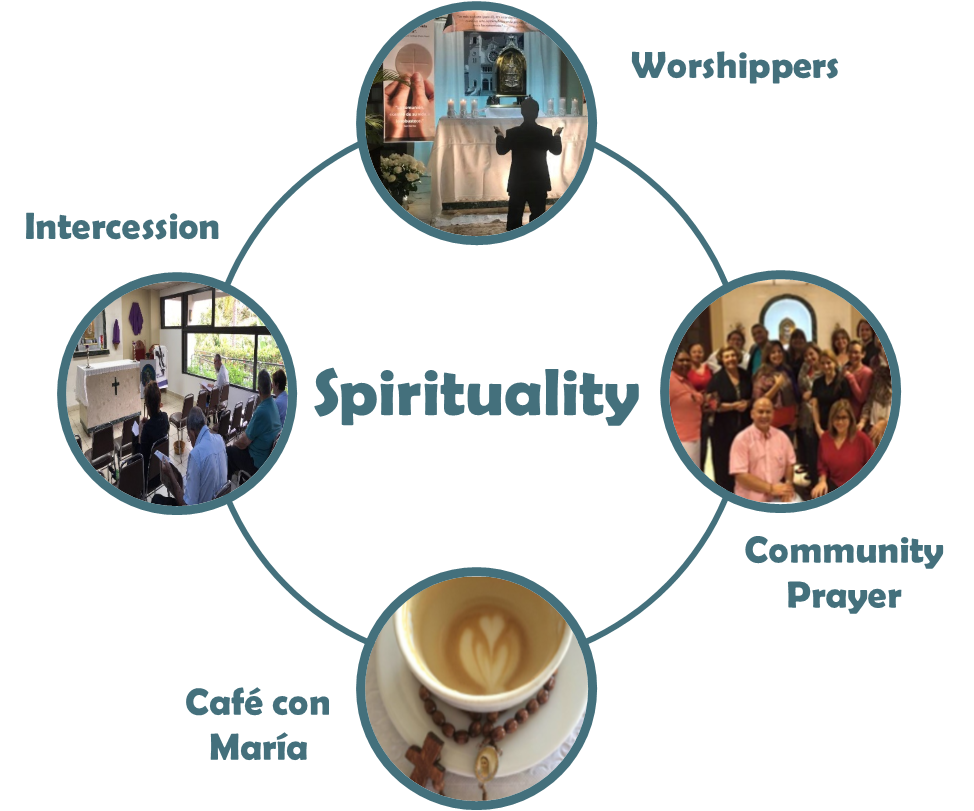 Worshippers
Intercession
Spirituality
Community
Prayer
Café con
María